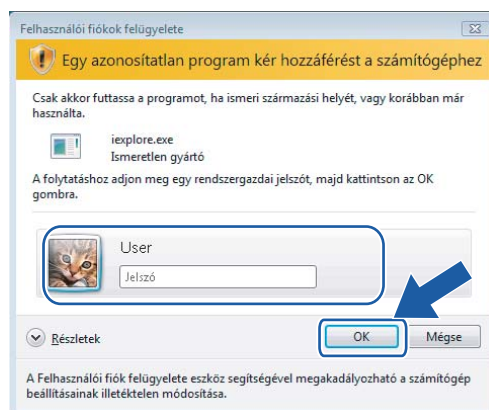 Felhasználói fiókok felügyelete
Egy azonosítatlan program kér hozzáférést a számítógéphez
Csak akkor futtassa a programot, ha ismeri származási helyét, vagy korábban már
használta.
iexplore.exe
Ismeretlen gyártó
A folytatáshoz adjon meg egy rendszergazdai jelszót, majd kattintson az OK
gombra.
User
Jelszó
Részletek
OK Mégse
A Felhasználói fiók felügyelete eszköz segítségével megakadályozható a számítógép
beállításainak illetéktelen módosítása.